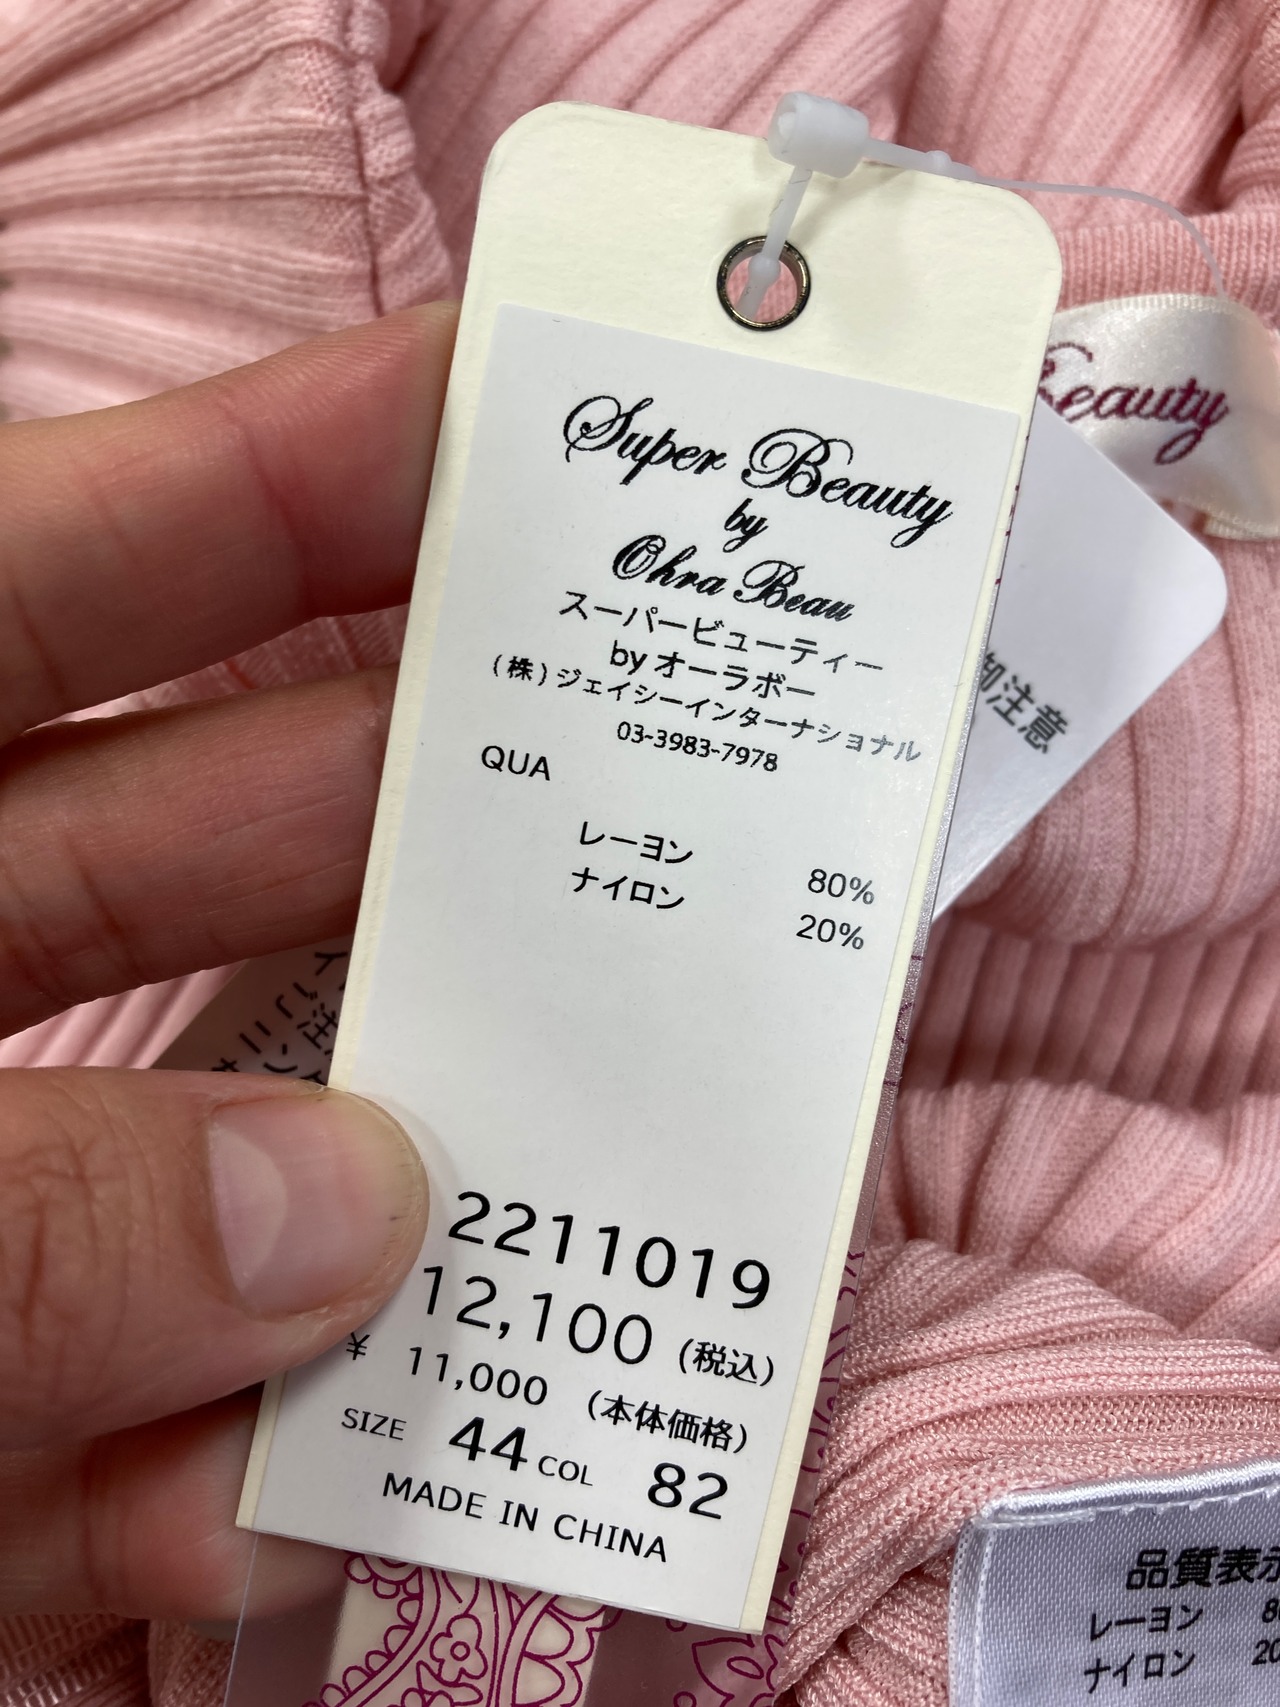 Super Beauty
by
Ohra Beau
スーパービューティー
by オーラボー
(株)ジェイシーインターナショナル
03-3983-7978
QUA
レーヨン 80%
ナイロン 20%
2211019
12,100 (税込)
¥ 11,000 (本体価格)
SIZE 44 COL 82
MADE IN CHINA
Beauty
御注意
品質表示
レーヨン 8
ナイロン 20